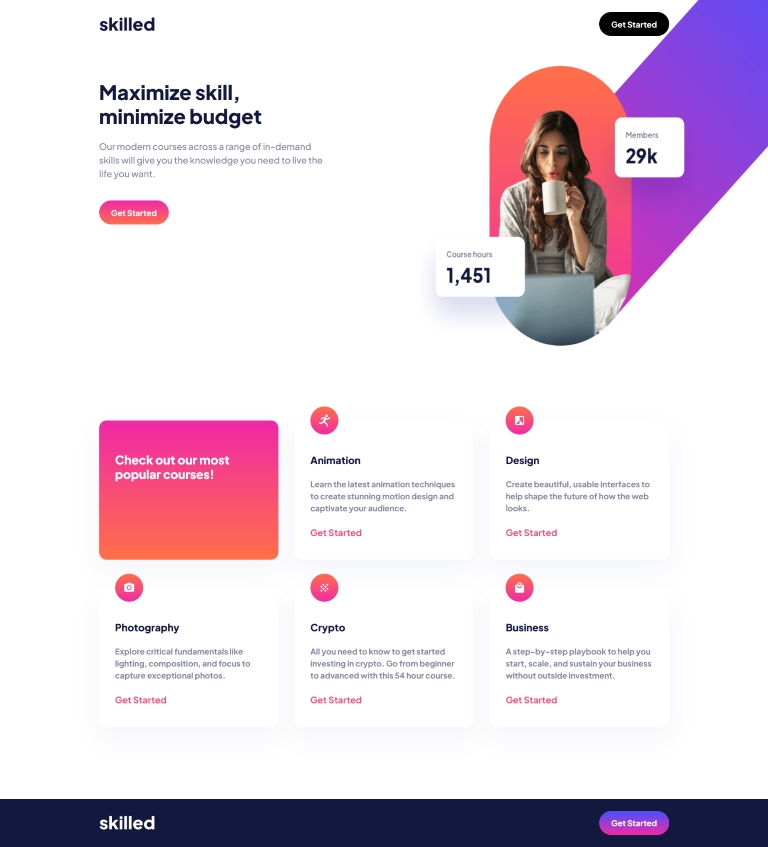 skilled
Get Started
Maximize skill,
minimize budget
Our modern courses across a range of in-demand
skills will give you the knowledge you need to live the
life you want.
Get Started
Members
29k
Course hours
1,451
Check out our most
popular courses!
Animation
Learn the latest animation techniques
to create stunning motion design and
captivate your audience.
Get Started
Design
Create beautiful, usable interfaces to
help shape the future of how the web
looks.
Get Started
Photography
Explore critical fundamentals like
lighting, composition, and focus to
capture exceptional photos.
Get Started
Crypto
All you need to know to get started
investing in crypto. Go from beginner
to advanced with this 54 hour course.
Get Started
Business
A step-by-step playbook to help you
start, scale, and sustain your business
without outside investment.
Get Started
skilled
Get Started